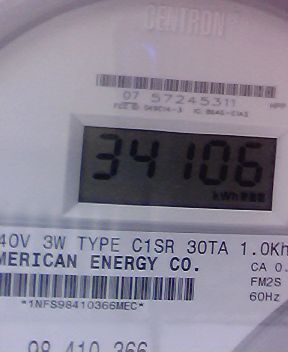 CENTRON
07 57245311
34106
kWh
40V 3W TYPE C1SR 30TA 1.0Kh
MERICAN ENERGY CO.
CA 0.
FM2S
*1NFS98410366MEC*
60Hz
98 410 366